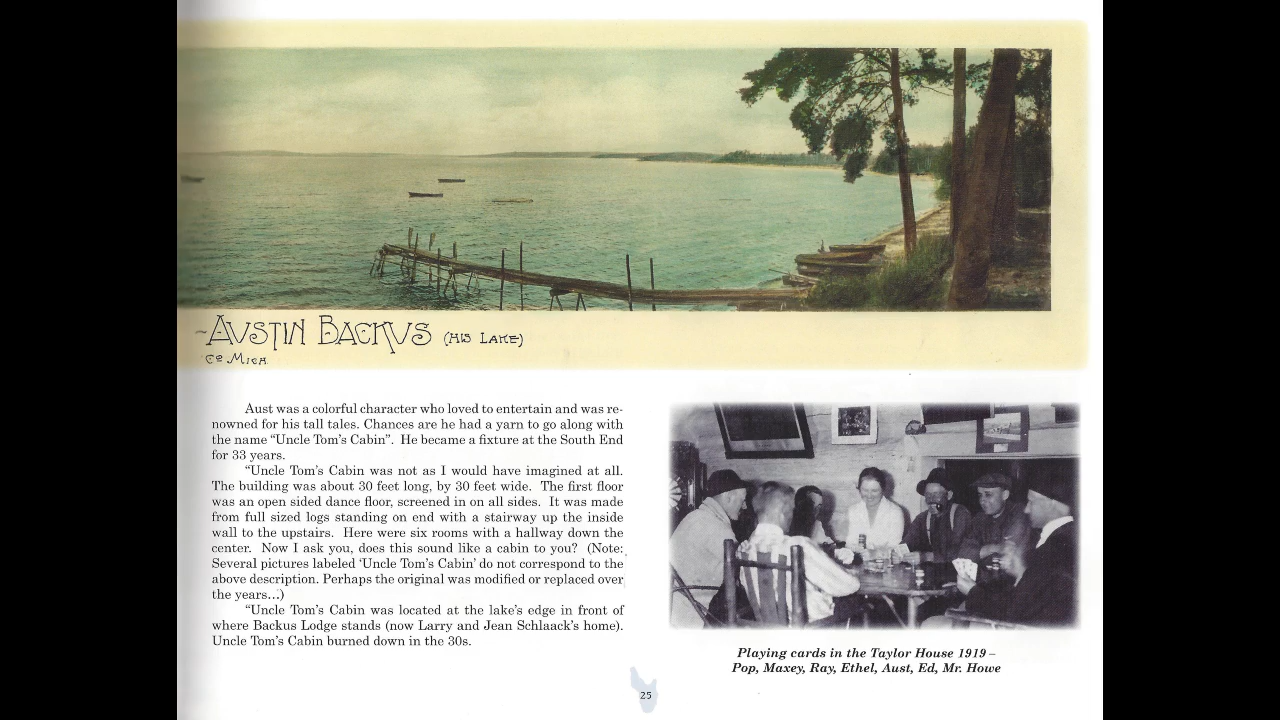 ~AUSTIN BACKUS (HIS LAKE)
Co MICH.
Aust was a colorful character who loved to entertain and was re-
nowned for his tall tales. Chances are he had a yarn to go along with
the name “Uncle Tom’s Cabin”. He became a fixture at the South End
for 33 years.
“Uncle Tom’s Cabin was not as I would have imagined at all.
The building was about 30 feet long, by 30 feet wide. The first floor
was an open sided dance floor, screened in on all sides. It was made
from full sized logs standing on end with a stairway up the inside
wall to the upstairs. Here were six rooms with a hallway down the
center. Now I ask you, does this sound like a cabin to you? (Note:
Several pictures labeled ‘Uncle Tom’s Cabin’ do not correspond to the
above description. Perhaps the original was modified or replaced over
the years...)
“Uncle Tom’s Cabin was located at the lake’s edge in front of
where Backus Lodge stands (now Larry and Jean Schlaack’s home).
Uncle Tom’s Cabin burned down in the 30s.
Playing cards in the Taylor House 1919 –
Pop, Maxey, Ray, Ethel, Aust, Ed, Mr. Howe
25